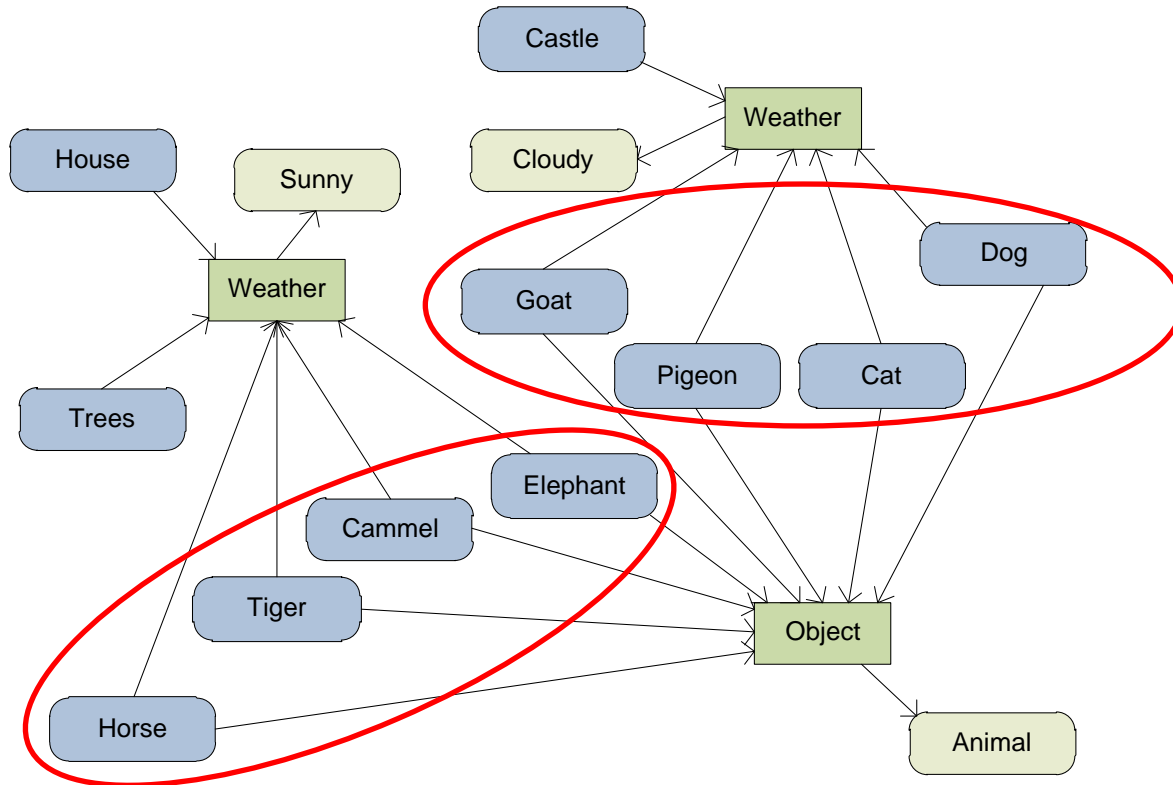 Castle
Weather
House
Cloudy
Sunny
Dog
Weather
Goat
Pigeon
Cat
Trees
Elephant
Cammel
Tiger
Object
Horse
Animal